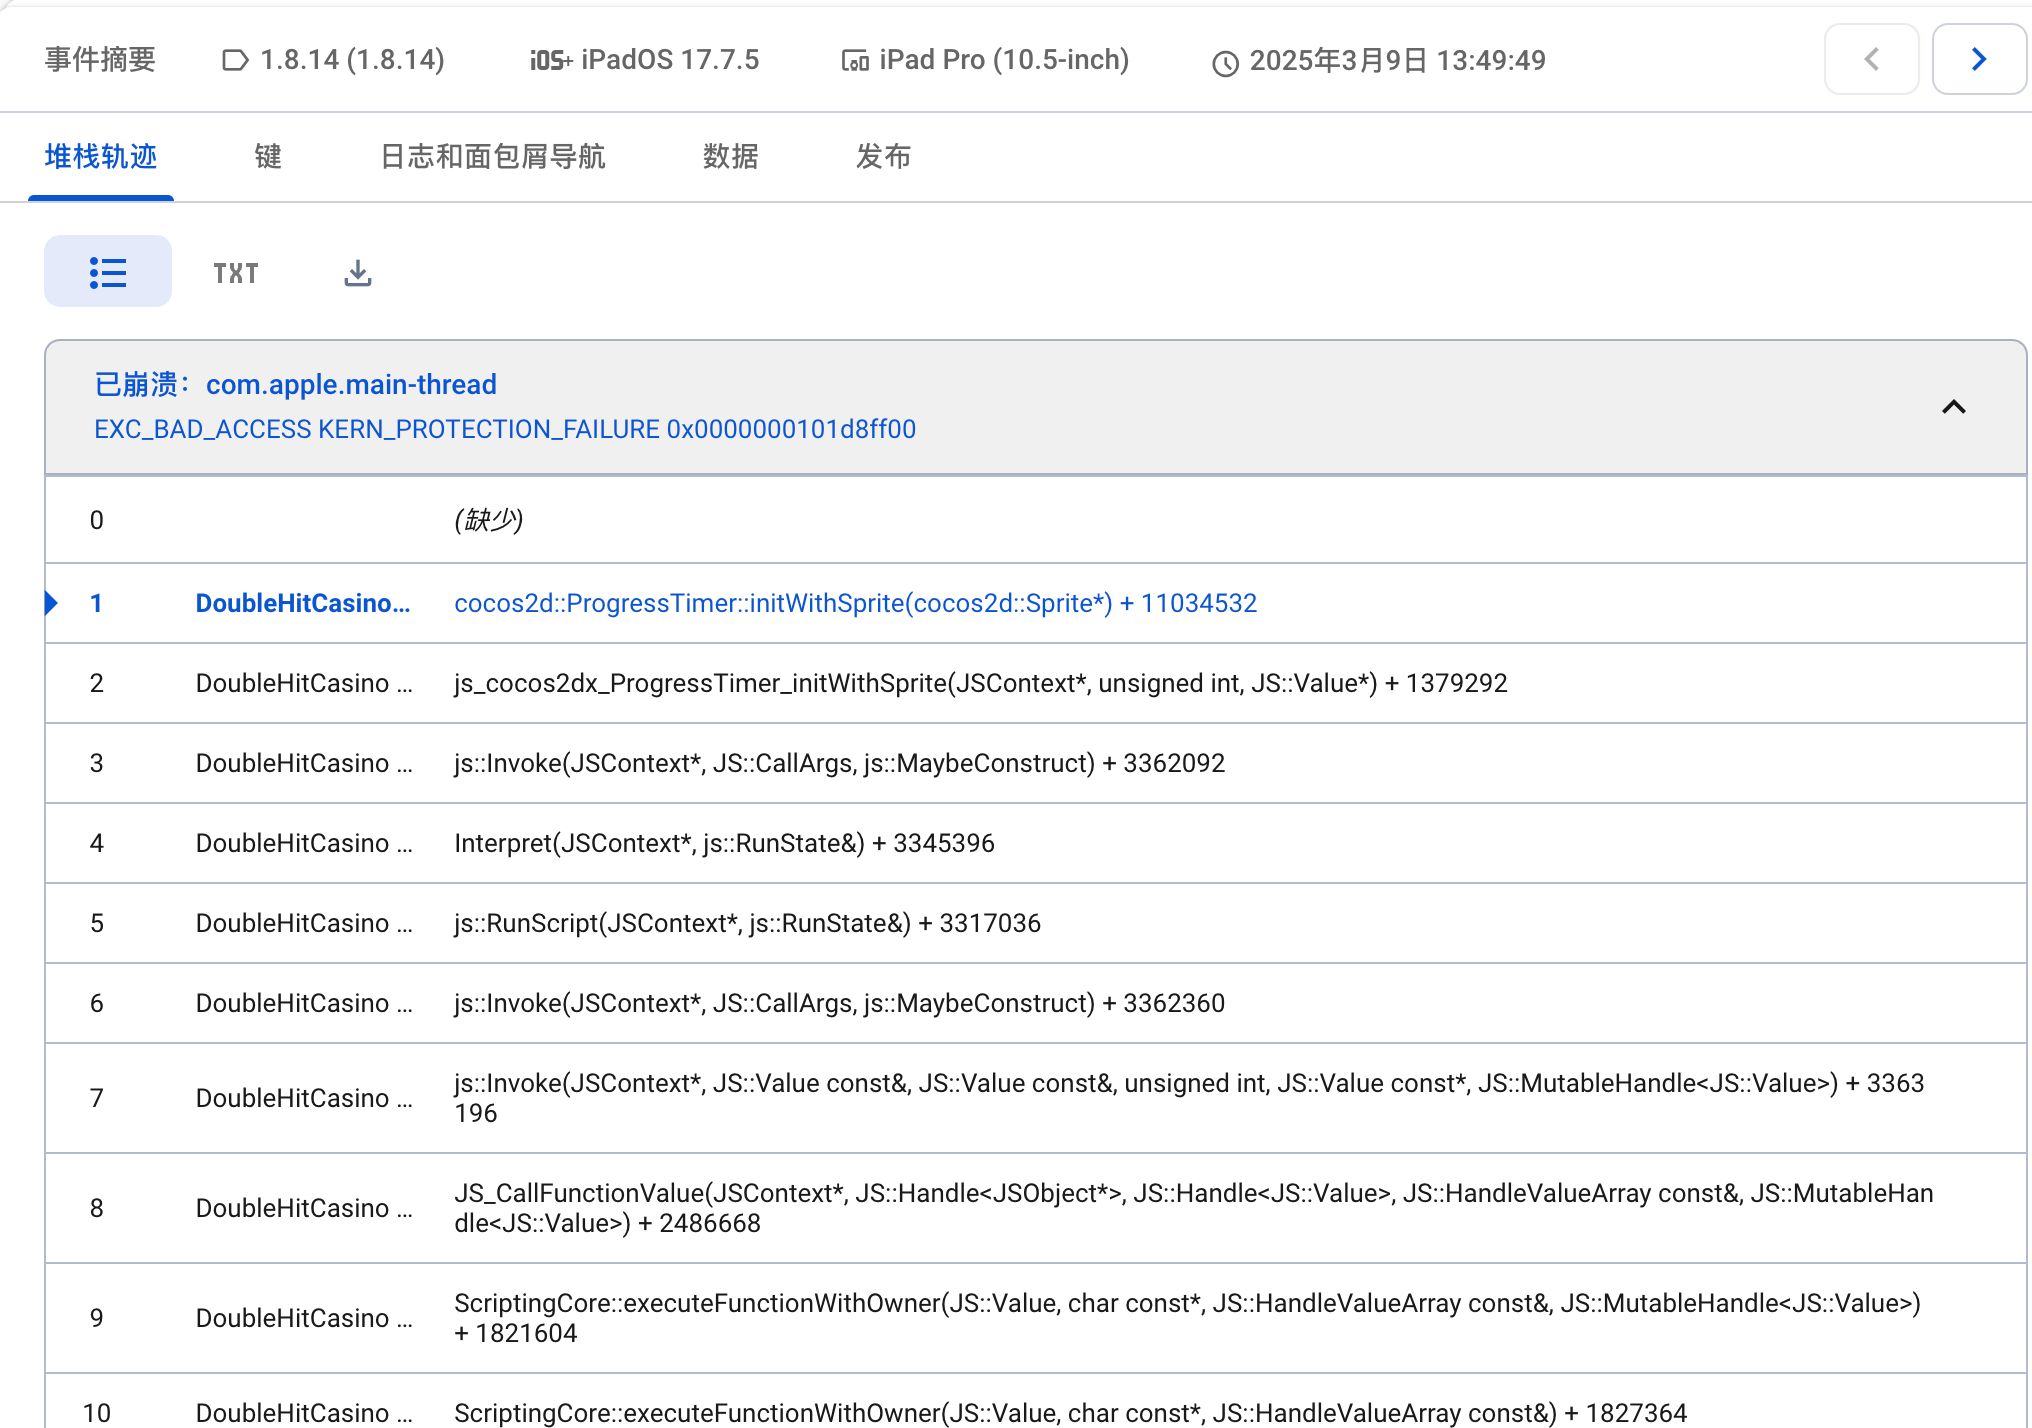 事件摘要 1.8.14 (1.8.14) iOS+ iPadOS 17.7.5 iPad Pro (10.5-inch) 2025年3月9日 13:49:49
堆栈轨迹 键 日志和面包屑导航 数据 发布
TXT
已崩溃：com.apple.main-thread
EXC_BAD_ACCESS KERN_PROTECTION_FAILURE 0x0000000101d8ff00
0 (缺少)
1 DoubleHitCasino... cocos2d::ProgressTimer::initWithSprite(cocos2d::Sprite*) + 11034532
2 DoubleHitCasino ... js_cocos2dx_ProgressTimer_initWithSprite(JSContext*, unsigned int, JS::Value*) + 1379292
3 DoubleHitCasino ... js::Invoke(JSContext*, JS::CallArgs, js::MaybeConstruct) + 3362092
4 DoubleHitCasino ... Interpret(JSContext*, js::RunState&) + 3345396
5 DoubleHitCasino ... js::RunScript(JSContext*, js::RunState&) + 3317036
6 DoubleHitCasino ... js::Invoke(JSContext*, JS::CallArgs, js::MaybeConstruct) + 3362360
7 DoubleHitCasino ... js::Invoke(JSContext*, JS::Value const&, JS::Value const&, unsigned int, JS::Value const*, JS::MutableHandle<JS::Value>) + 3363
196
8 DoubleHitCasino ... JS_CallFunctionValue(JSContext*, JS::Handle<JSObject*>, JS::Handle<JS::Value>, JS::HandleValueArray const&, JS::MutableHan
dle<JS::Value>) + 2486668
9 DoubleHitCasino ... ScriptingCore::executeFunctionWithOwner(JS::Value, char const*, JS::HandleValueArray const&, JS::MutableHandle<JS::Value>)
+ 1821604
10 DoubleHitCasino ... ScriptingCore::executeFunctionWithOwner(JS::Value, char const*, JS::HandleValueArray const&) + 1827364